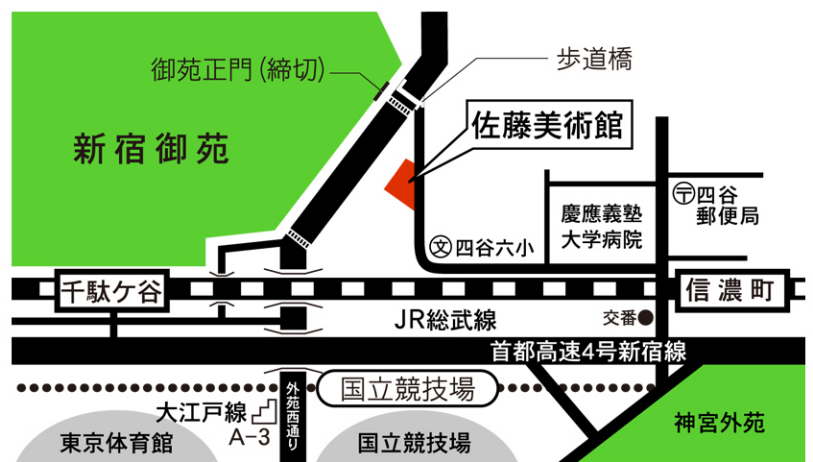 御苑正門(締切)
歩道橋
新宿御苑
佐藤美術館
〒四谷
郵便局
慶應義塾
大学病院
文 四谷六小
千駄ケ谷
信濃町
JR総武線
交番
首都高速4号新宿線
国立競技場
外苑西通り
大江戸線
A-3
東京体育館
国立競技場
神宮外苑